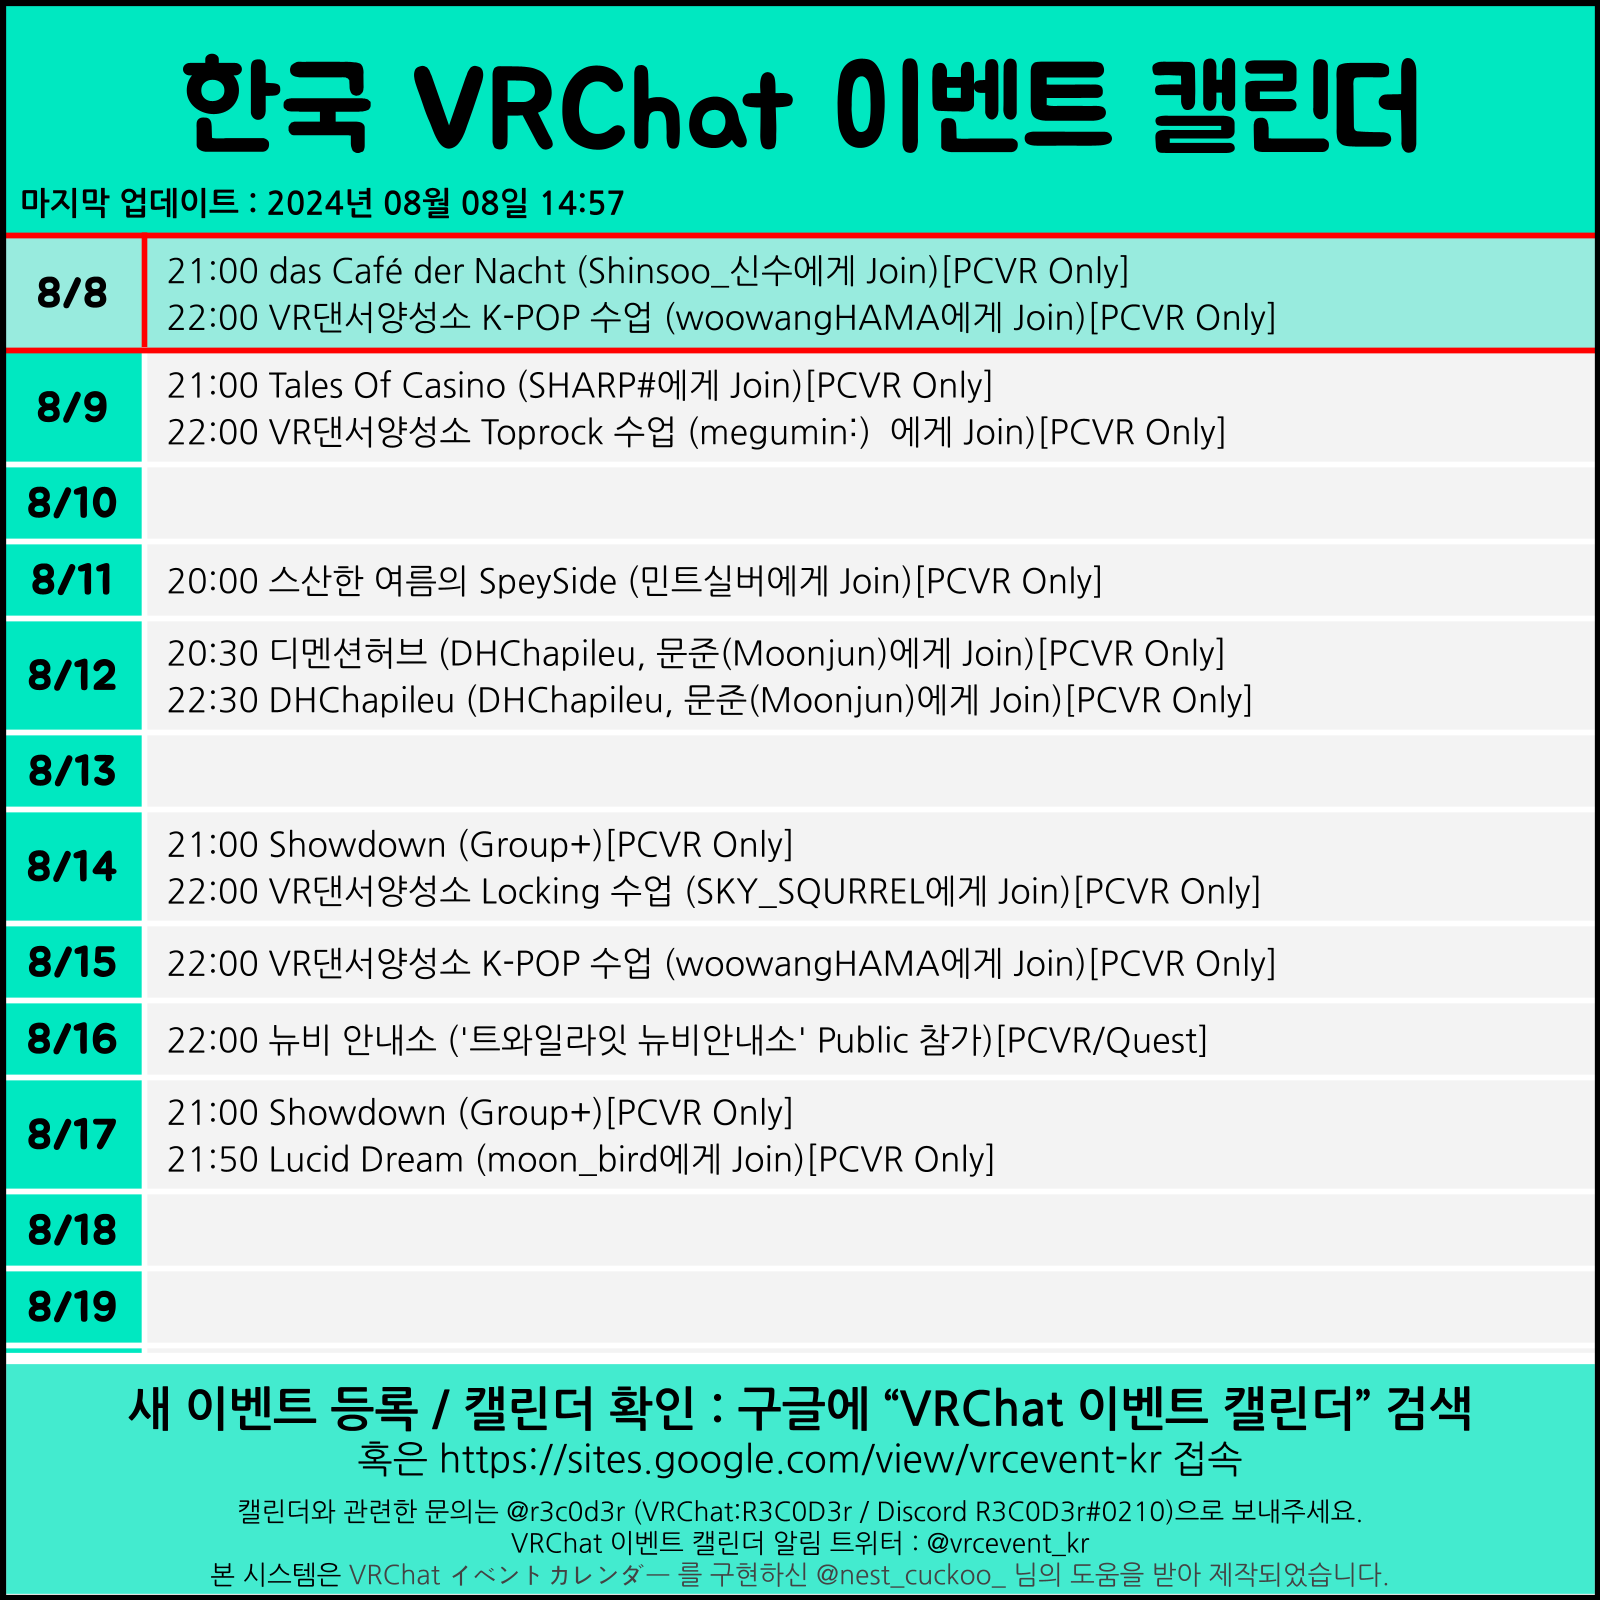 한국 VRChat 이벤트 캘린더
마지막 업데이트 : 2024년 08월 08일 14:57
8/8
21:00 das Café der Nacht (Shinsoo_신수에게 Join)[PCVR Only]
22:00 VR댄서양성소 K-POP 수업 (woowangHAMA에게 Join)[PCVR Only]
8/9
21:00 Tales Of Casino (SHARP#에게 Join)[PCVR Only]
22:00 VR댄서양성소 Toprock 수업 (megumin:)  에게 Join)[PCVR Only]
8/10
8/11
20:00 스산한 여름의 SpeySide (민트실버에게 Join)[PCVR Only]
8/12
20:30 디멘션허브 (DHChapileu, 문준(Moonjun)에게 Join)[PCVR Only]
22:30 DHChapileu (DHChapileu, 문준(Moonjun)에게 Join)[PCVR Only]
8/13
8/14
21:00 Showdown (Group+)[PCVR Only]
22:00 VR댄서양성소 Locking 수업 (SKY_SQURREL에게 Join)[PCVR Only]
8/15
22:00 VR댄서양성소 K-POP 수업 (woowangHAMA에게 Join)[PCVR Only]
8/16
22:00 뉴비 안내소 ('트와일라잇 뉴비안내소' Public 참가)[PCVR/Quest]
8/17
21:00 Showdown (Group+)[PCVR Only]
21:50 Lucid Dream (moon_bird에게 Join)[PCVR Only]
8/18
8/19
새 이벤트 등록 / 캘린더 확인 : 구글에 “VRChat 이벤트 캘린더” 검색
혹은 https://sites.google.com/view/vrcevent-kr 접속
캘린더와 관련한 문의는 @r3c0d3r (VRChat:R3C0D3r / Discord R3C0D3r#0210)으로 보내주세요.
VRChat 이벤트 캘린더 알림 트위터 : @vrcevent_kr
본 시스템은 VRChat イベントカレンダー 를 구현하신 @nest_cuckoo_ 님의 도움을 받아 제작되었습니다.